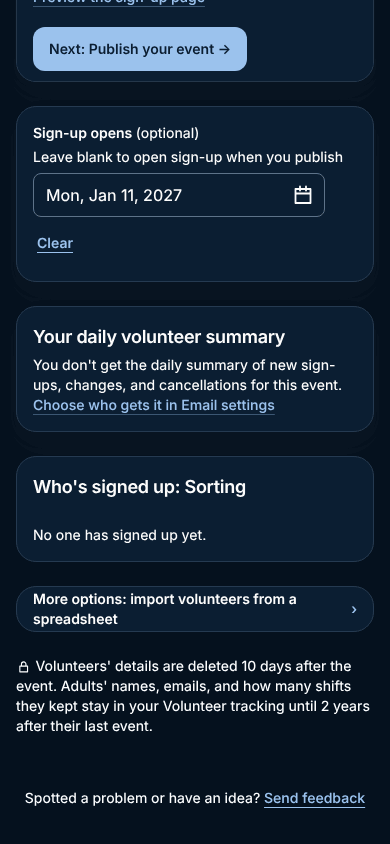 Preview the sign-up page
Next: Publish your event →
Sign-up opens (optional)
Leave blank to open sign-up when you publish
Mon, Jan 11, 2027
Clear
Your daily volunteer summary
You don't get the daily summary of new sign-
ups, changes, and cancellations for this event.
Choose who gets it in Email settings
Who's signed up: Sorting
No one has signed up yet.
More options: import volunteers from a
spreadsheet
Volunteers' details are deleted 10 days after the
event. Adults' names, emails, and how many shifts
they kept stay in your Volunteer tracking until 2 years
after their last event.
Spotted a problem or have an idea? Send feedback